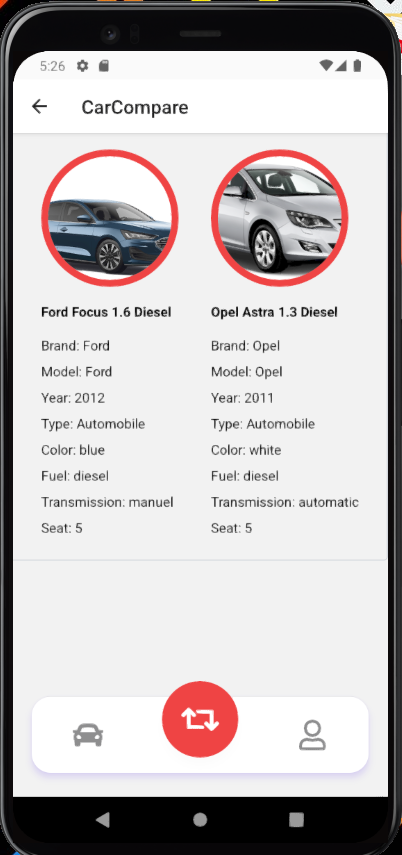 5:26
CarCompare
Ford Focus 1.6 Diesel
Brand: Ford
Model: Ford
Year: 2012
Type: Automobile
Color: blue
Fuel: diesel
Transmission: manuel
Seat: 5
Opel Astra 1.3 Diesel
Brand: Opel
Model: Opel
Year: 2011
Type: Automobile
Color: white
Fuel: diesel
Transmission: automatic
Seat: 5